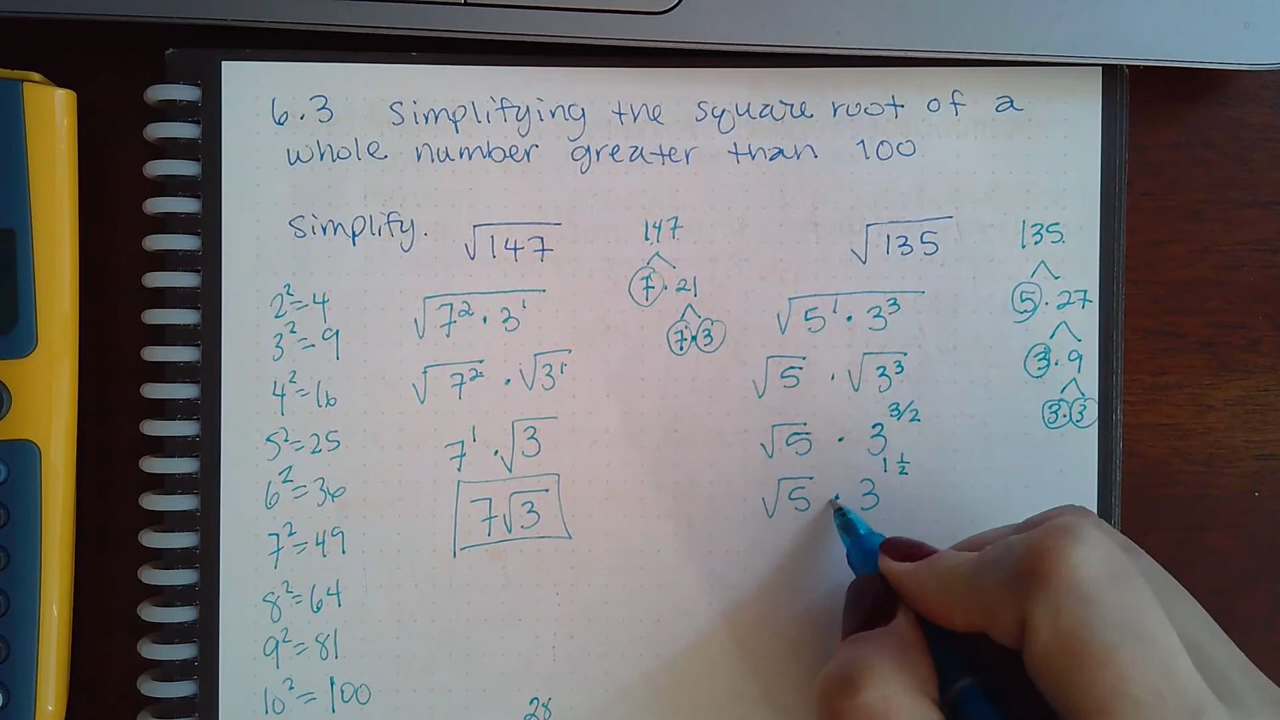 6.3 Simplifying the square root of a
whole number greater than 100
Simplify. √147
147
7 · 21
7 · 3
√7² · 3¹
√7² · √3¹
7¹ · √3
7√3
√135
135
5 · 27
3 · 9
3 · 3
√5¹ · 3³
√5 · √3³
√5 · 3^3/2
√5 · 3^1 1/2
2² = 4
3² = 9
4² = 16
5² = 25
6² = 36
7² = 49
8² = 64
9² = 81
10² = 100
28